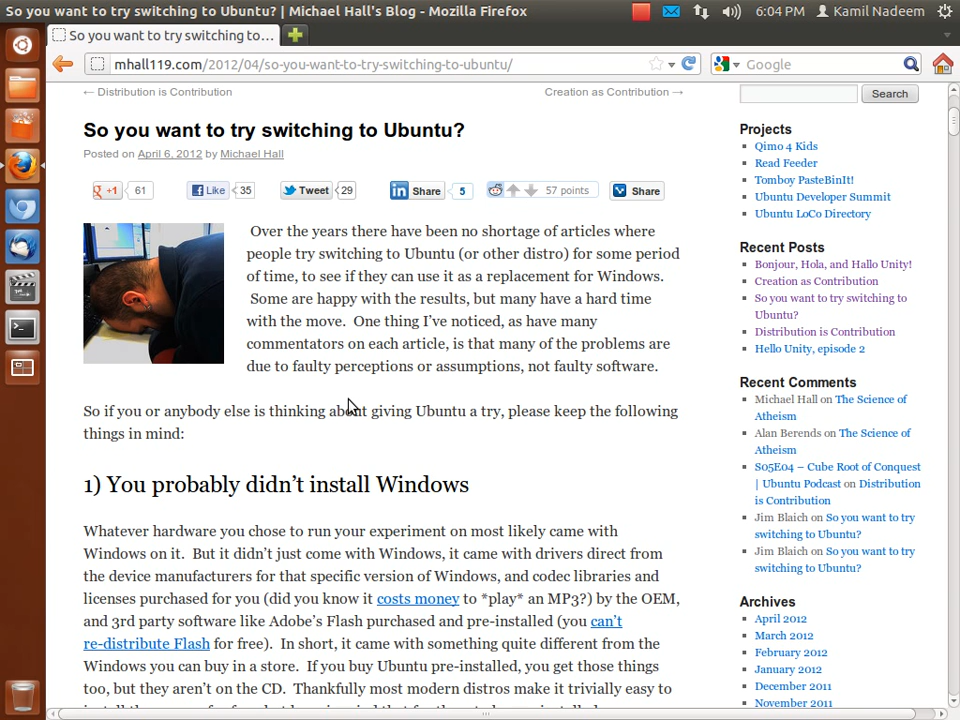 So you want to try switching to Ubuntu? | Michael Hall's Blog - Mozilla Firefox
6:04 PM
Kamil Nadeem
So you want to try switching to...
mhall119.com/2012/04/so-you-want-to-try-switching-to-ubuntu/
Google
← Distribution is Contribution
Creation as Contribution →
So you want to try switching to Ubuntu?
Posted on April 6, 2012 by Michael Hall
+1 61
Like 35
Tweet 29
Share 5
57 points
Share
Over the years there have been no shortage of articles where
people try switching to Ubuntu (or other distro) for some period
of time, to see if they can use it as a replacement for Windows.
Some are happy with the results, but many have a hard time
with the move. One thing I've noticed, as have many
commentators on each article, is that many of the problems are
due to faulty perceptions or assumptions, not faulty software.
So if you or anybody else is thinking about giving Ubuntu a try, please keep the following
things in mind:
1) You probably didn't install Windows
Whatever hardware you chose to run your experiment on most likely came with
Windows on it. But it didn't just come with Windows, it came with drivers direct from
the device manufacturers for that specific version of Windows, and codec libraries and
licenses purchased for you (did you know it costs money to *play* an MP3?) by the OEM,
and 3rd party software like Adobe's Flash purchased and pre-installed (you can't
re-distribute Flash for free). In short, it came with something quite different from the
Windows you can buy in a store. If you buy Ubuntu pre-installed, you get those things
too, but they aren't on the CD. Thankfully most modern distros make it trivially easy to
Search
Projects
Qimo 4 Kids
Read Feeder
Tomboy PasteBinIT!
Ubuntu Developer Summit
Ubuntu LoCo Directory
Recent Posts
Bonjour, Hola, and Hallo Unity!
Creation as Contribution
So you want to try switching to
Ubuntu?
Distribution is Contribution
Hello Unity, episode 2
Recent Comments
Michael Hall on The Science of
Atheism
Alan Berends on The Science of
Atheism
S05E04 – Cube Root of Conquest
| Ubuntu Podcast on Distribution
is Contribution
Jim Blaich on So you want to try
switching to Ubuntu?
Jim Blaich on So you want to try
switching to Ubuntu?
Archives
April 2012
March 2012
February 2012
January 2012
December 2011
November 2011